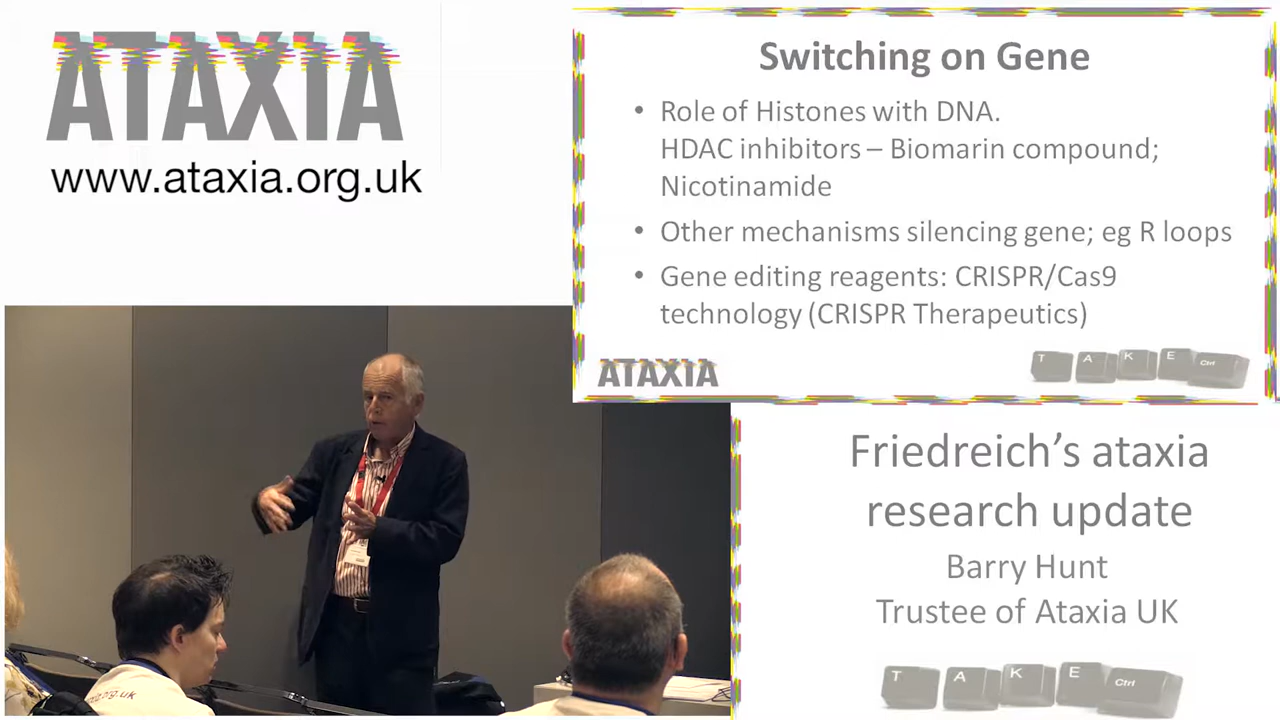 ATAXIA
www.ataxia.org.uk
Switching on Gene
• Role of Histones with DNA.
HDAC inhibitors – Biomarin compound;
Nicotinamide
• Other mechanisms silencing gene; eg R loops
• Gene editing reagents: CRISPR/Cas9
technology (CRISPR Therapeutics)
ATAXIA
T A K E Ctrl
Friedreich's ataxia
research update
Barry Hunt
Trustee of Ataxia UK
T A K E Ctrl